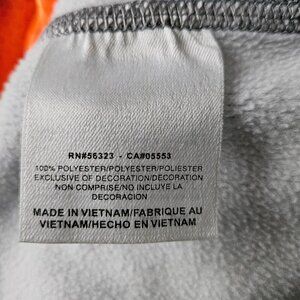 RN#56323 - CA#05553
100% POLYESTER/POLYESTER/POLIESTER
EXCLUSIVE OF DECORATION/DECORATION
NON COMPRISE/NO INCLUYE LA
DECORACION
MADE IN VIETNAM/FABRIQUE AU
VIETNAM/HECHO EN VIETNAM